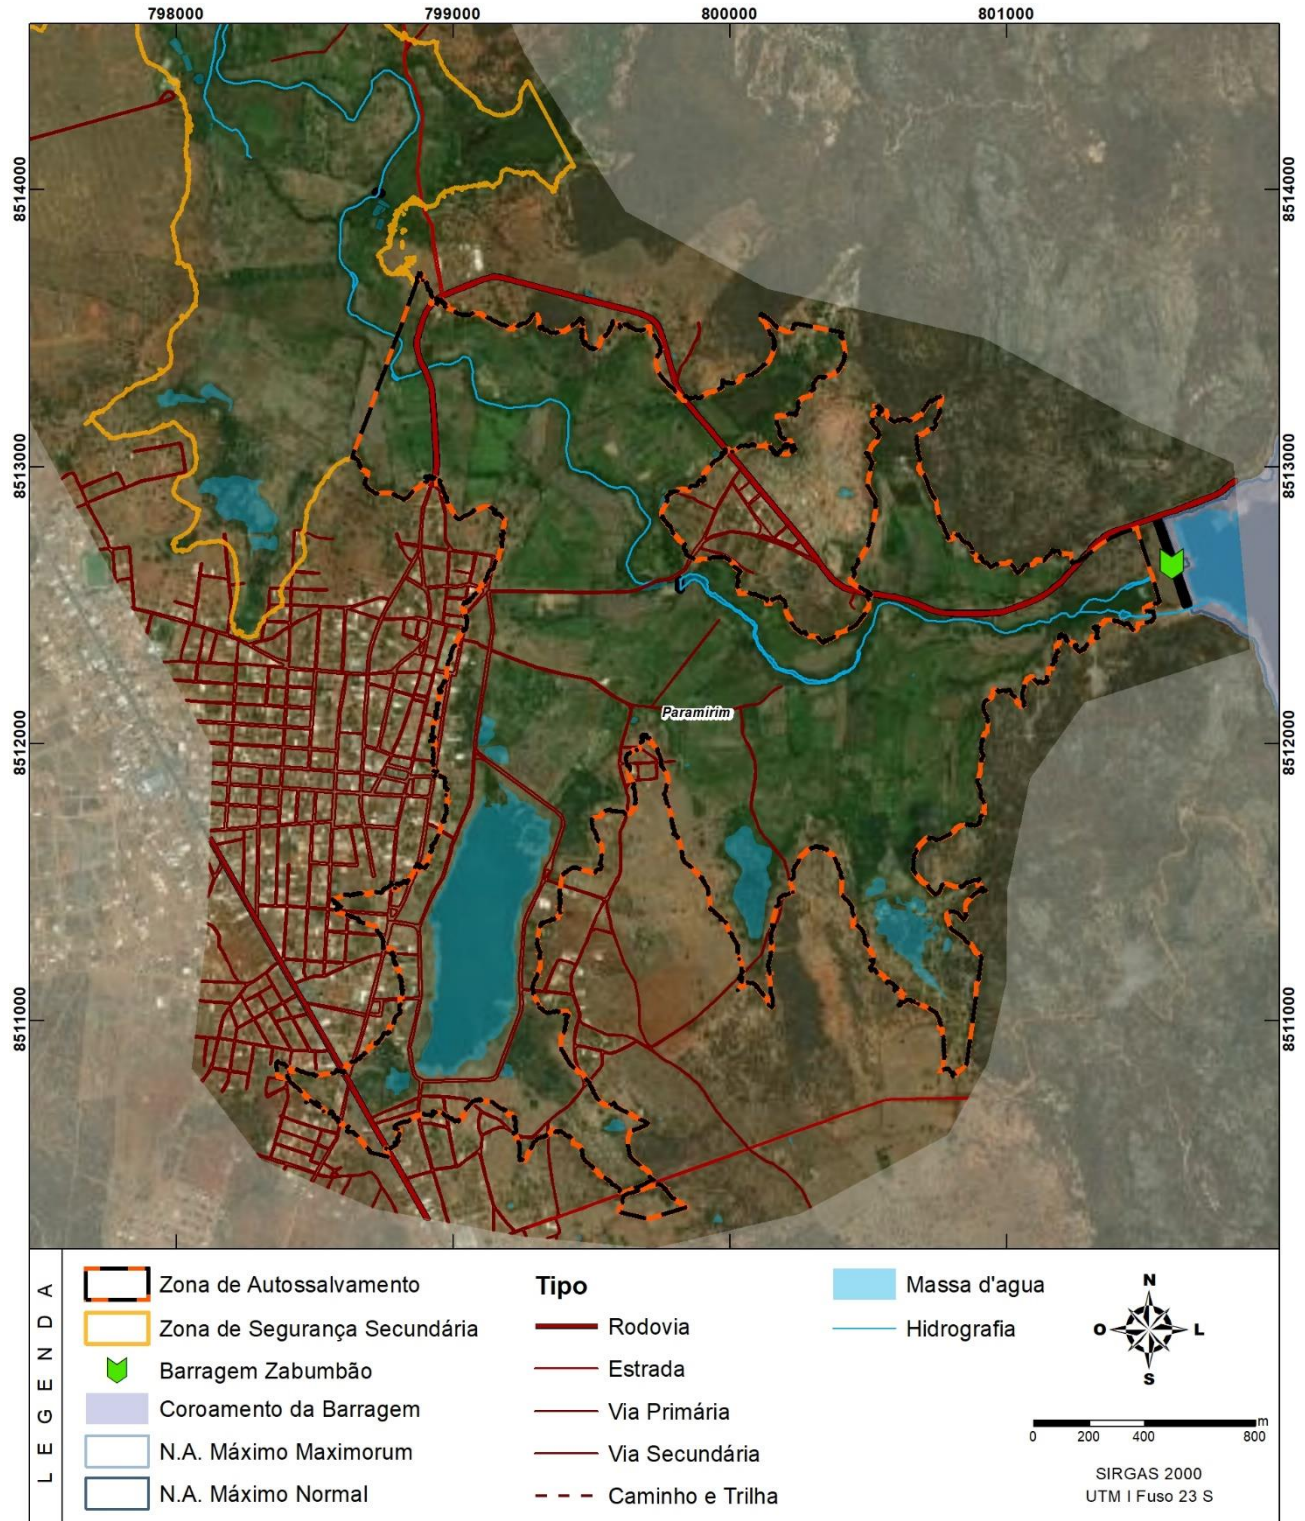 798000
799000
800000
801000
8514000
8514000
8513000
8513000
8512000
8512000
8511000
8511000
Paramirim
LEGENDA
Zona de Autossalvamento
Zona de Segurança Secundária
Barragem Zabumbão
Coroamento da Barragem
N.A. Máximo Maximorum
N.A. Máximo Normal
Tipo
Rodovia
Estrada
Via Primária
Via Secundária
Caminho e Trilha
Massa d'agua
Hidrografia
N
O
L
S
m
0 200 400 800
SIRGAS 2000
UTM I Fuso 23 S